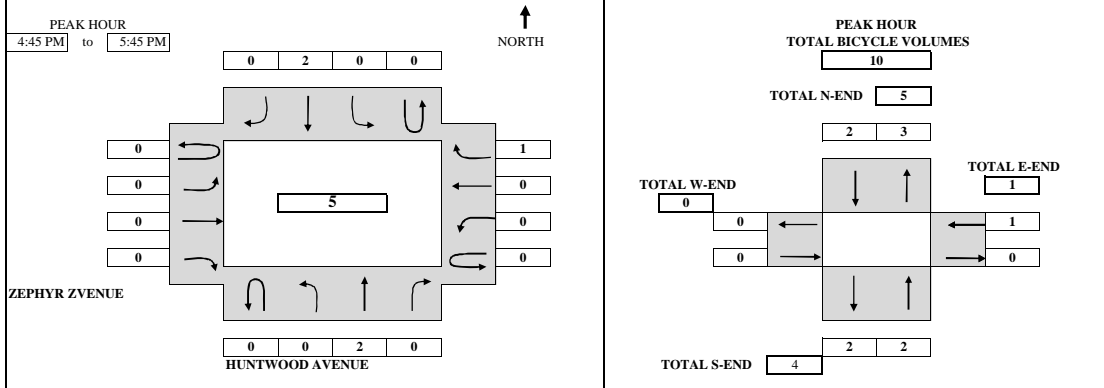 PEAK HOUR
4:45 PM to 5:45 PM
NORTH
0 2 0 0
0
0
0
0
5
1
0
0
0
ZEPHYR ZVENUE
0 0 2 0
HUNTWOOD AVENUE
PEAK HOUR
TOTAL BICYCLE VOLUMES
10
TOTAL N-END 5
2 3
TOTAL W-END
0
TOTAL E-END
1
0 1
0 0
2 2
TOTAL S-END 4